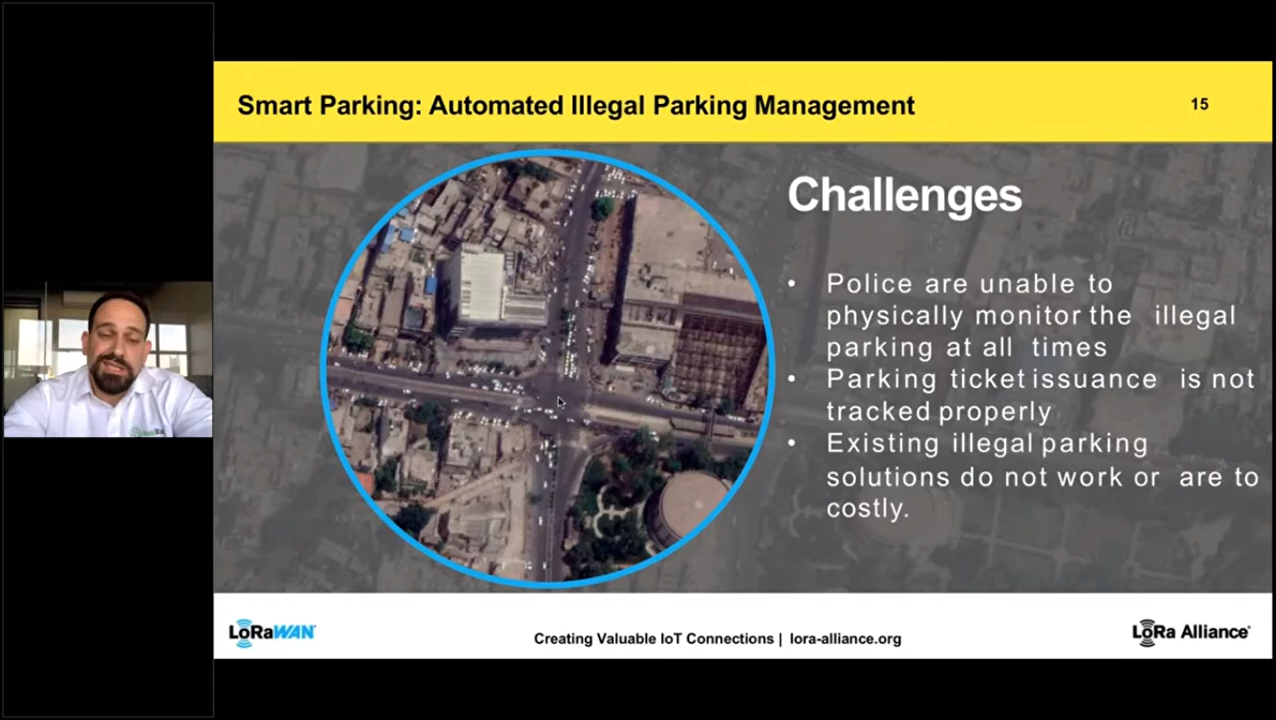 Smart Parking: Automated Illegal Parking Management
15
Challenges
• Police are unable to
physically monitor the illegal
parking at all times
• Parking ticket issuance is not
tracked properly
• Existing illegal parking
solutions do not work or are to
costly.
LoRaWAN
Creating Valuable IoT Connections | lora-alliance.org
LoRa Alliance